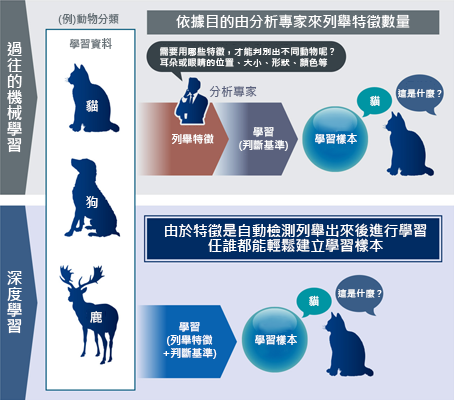 過往的機械學習
(例)動物分類
學習資料
貓
狗
鹿
依據目的由分析專家來列舉特徵數量
需要用哪些特徵，才能判別出不同動物呢？
耳朵或眼睛的位置、大小、形狀、顏色等
分析專家
列舉特徵
學習
(判斷基準)
學習樣本
貓
這是什麼？
深度學習
由於特徵是自動檢測列舉出來後進行學習
任誰都能輕鬆建立學習樣本
學習
(列舉特徵
+判斷基準)
學習樣本
貓
這是什麼？